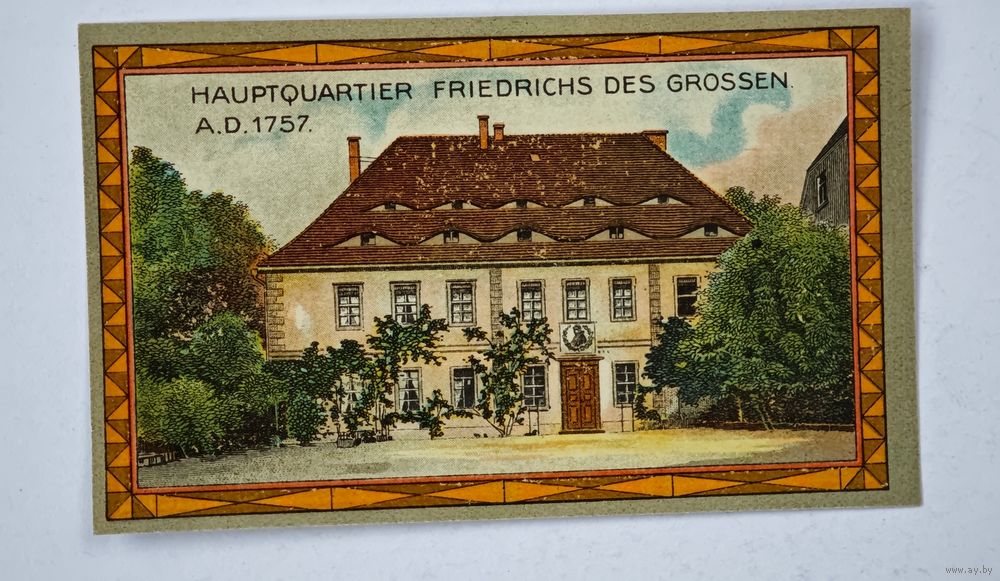 HAUPTQUARTIER FRIEDRICHS DES GROSSEN.
A.D. 1757.
www.ay.by